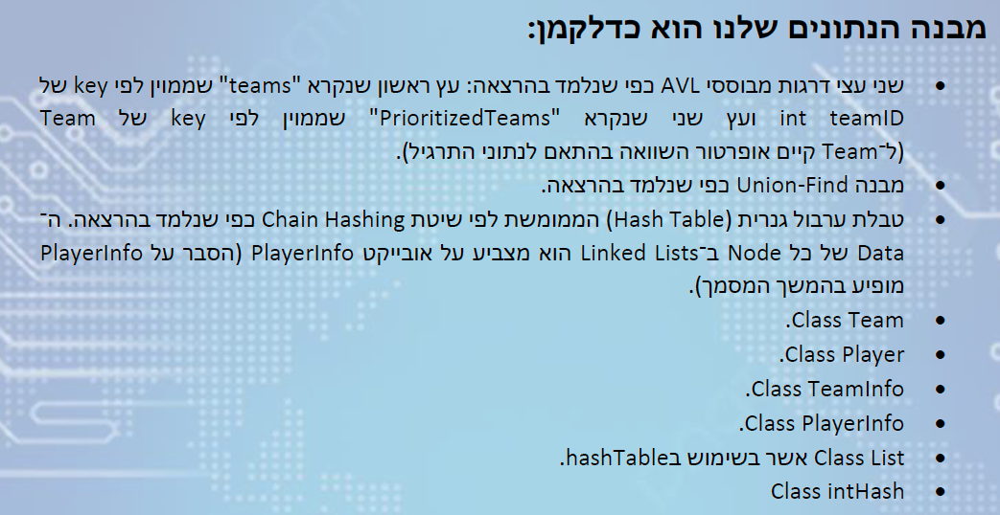 מבנה הנתונים שלנו הוא כדלקמן:
• שני עצי דרגות מבוססי AVL כפי שנלמד בהרצאה: עץ ראשון שנקרא "teams" שממוין לפי key של
int teamID ועץ שני שנקרא "PrioritizedTeams" שממוין לפי key של Team
(ל־Team קיים אופרטור השוואה בהתאם לנתוני התרגיל).
• מבנה Union-Find כפי שנלמד בהרצאה.
• טבלת ערבול גנרית (Hash Table) הממומשת לפי שיטת Chain Hashing כפי שנלמד בהרצאה. ה־
Data של כל Node ב־Linked Lists הוא מצביע על אובייקט PlayerInfo (הסבר על PlayerInfo
מופיע בהמשך המסמך).
• Class Team.
• Class Player.
• Class TeamInfo.
• Class PlayerInfo.
• Class List אשר בשימוש בhashTable.
• Class intHash